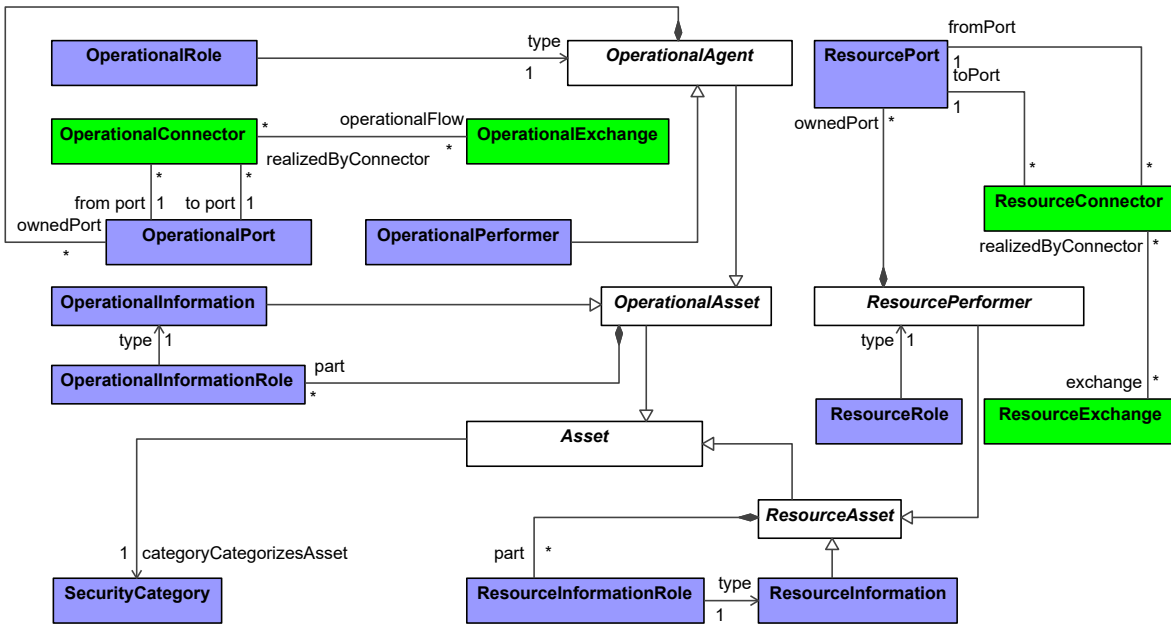 fromPort
OperationalRole
type
1
OperationalAgent
ResourcePort
1
toPort
1
OperationalConnector
*
operationalFlow
*
realizedByConnector
OperationalExchange
ownedPort
*
*
*
from port
1
*
to port
1
*
ResourceConnector
ownedPort
*
OperationalPort
OperationalPerformer
realizedByConnector
*
OperationalInformation
OperationalAsset
ResourcePerformer
type
1
type
1
OperationalInformationRole
part
*
exchange
*
ResourceRole
ResourceExchange
Asset
ResourceAsset
1
categoryCategorizesAsset
part
*
SecurityCategory
ResourceInformationRole
type
1
ResourceInformation